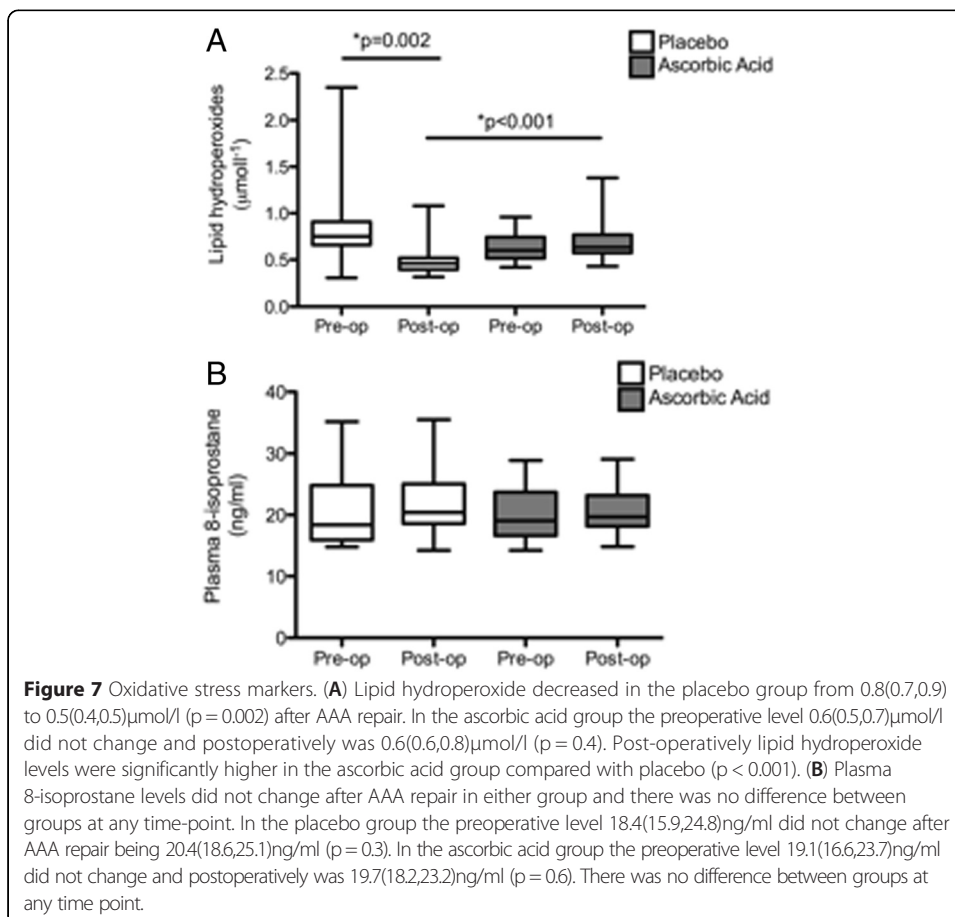 A
*p=0.002
Placebo
Ascorbic Acid
2.5
2.0
1.5
1.0
0.5
0.0
*p<0.001
Lipid hydroperoxides
(μmoll-1)
Pre-op Post-op Pre-op Post-op
B
Placebo
Ascorbic Acid
40
30
20
10
0
Plasma 8-isoprostane
(ng/ml)
Pre-op Post-op Pre-op Post-op
Figure 7 Oxidative stress markers. (A) Lipid hydroperoxide decreased in the placebo group from 0.8(0.7,0.9)
to 0.5(0.4,0.5)μmol/l (p = 0.002) after AAA repair. In the ascorbic acid group the preoperative level 0.6(0.5,0.7)μmol/l
did not change and postoperatively was 0.6(0.6,0.8)μmol/l (p = 0.4). Post-operatively lipid hydroperoxide
levels were significantly higher in the ascorbic acid group compared with placebo (p < 0.001). (B) Plasma
8-isoprostane levels did not change after AAA repair in either group and there was no difference between
groups at any time-point. In the placebo group the preoperative level 18.4(15.9,24.8)ng/ml did not change after
AAA repair being 20.4(18.6,25.1)ng/ml (p = 0.3). In the ascorbic acid group the preoperative level 19.1(16.6,23.7)ng/ml
did not change and postoperatively was 19.7(18.2,23.2)ng/ml (p = 0.6). There was no difference between groups at
any time point.